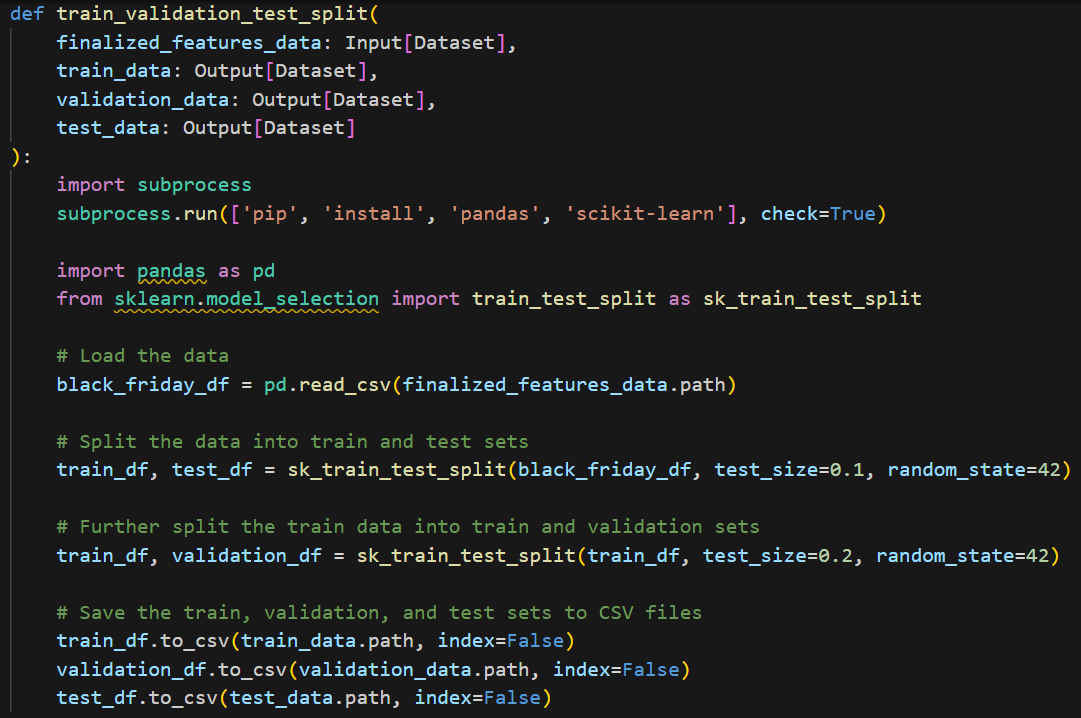 def train_validation_test_split(
    finalized_features_data: Input[Dataset],
    train_data: Output[Dataset],
    validation_data: Output[Dataset],
    test_data: Output[Dataset]
):
    import subprocess
    subprocess.run(['pip', 'install', 'pandas', 'scikit-learn'], check=True)

    import pandas as pd
    from sklearn.model_selection import train_test_split as sk_train_test_split

    # Load the data
    black_friday_df = pd.read_csv(finalized_features_data.path)

    # Split the data into train and test sets
    train_df, test_df = sk_train_test_split(black_friday_df, test_size=0.1, random_state=42)

    # Further split the train data into train and validation sets
    train_df, validation_df = sk_train_test_split(train_df, test_size=0.2, random_state=42)

    # Save the train, validation, and test sets to CSV files
    train_df.to_csv(train_data.path, index=False)
    validation_df.to_csv(validation_data.path, index=False)
    test_df.to_csv(test_data.path, index=False)